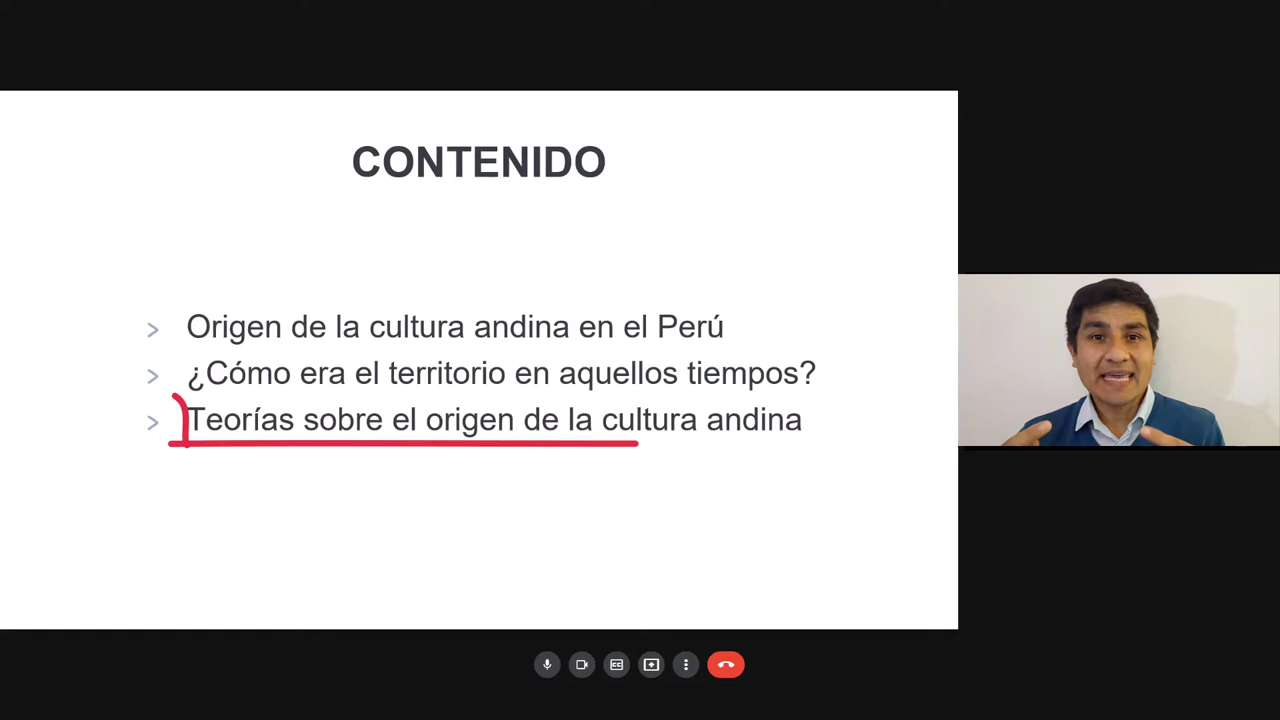 CONTENIDO
> Origen de la cultura andina en el Perú
> ¿Cómo era el territorio en aquellos tiempos?
> Teorías sobre el origen de la cultura andina
CC